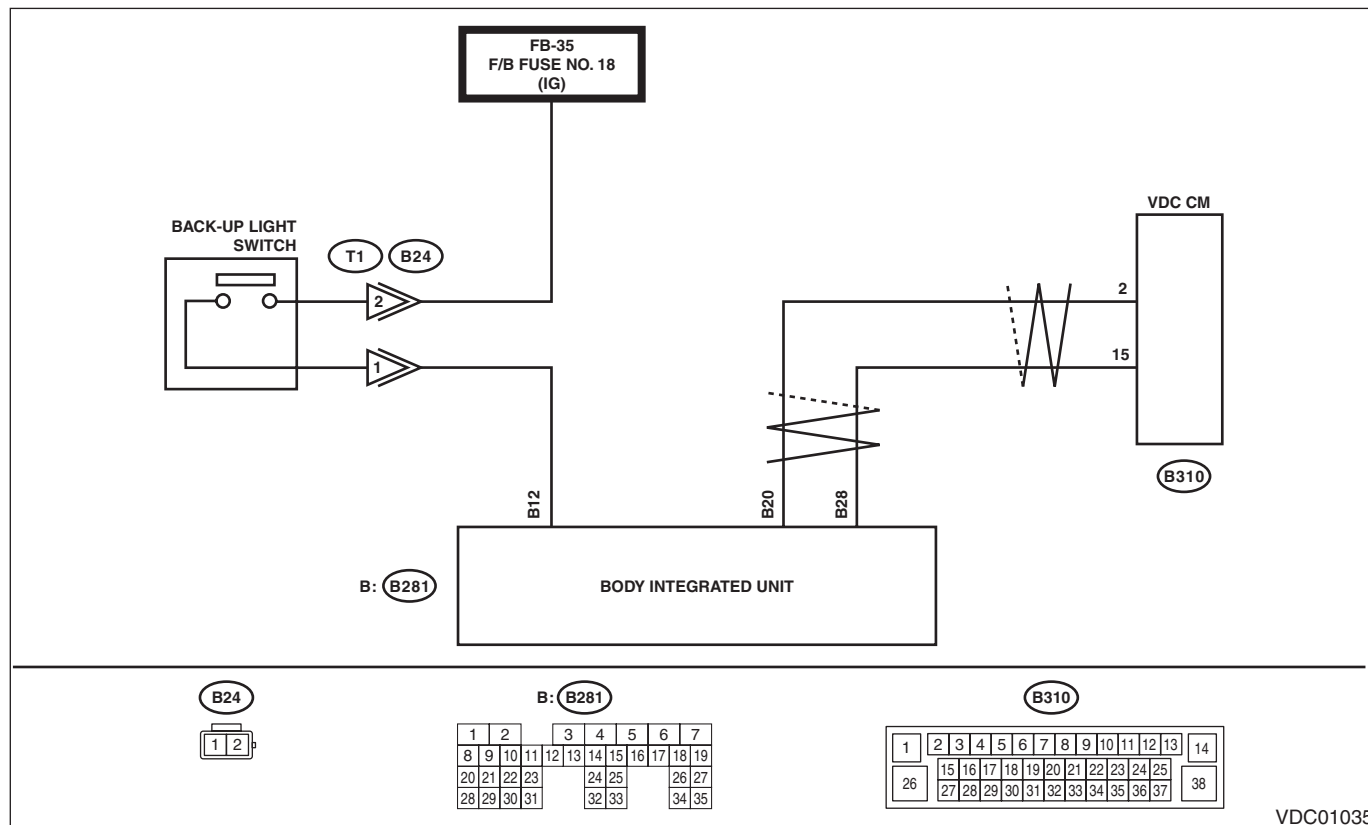 FB-35
F/B FUSE NO. 18
(IG)
VDC CM
BACK-UP LIGHT
SWITCH
T1 B24
2
1
2
15
B310
B12
B20
B28
B: B281
BODY INTEGRATED UNIT
B24
1 2
B: B281
1 2 3 4 5 6 7
8 9 10 11 12 13 14 15 16 17 18 19
20 21 22 23 24 25 26 27
28 29 30 31 32 33 34 35
B310
1 2 3 4 5 6 7 8 9 10 11 12 13 14
15 16 17 18 19 20 21 22 23 24 25
26 27 28 29 30 31 32 33 34 35 36 37 38
VDC01035